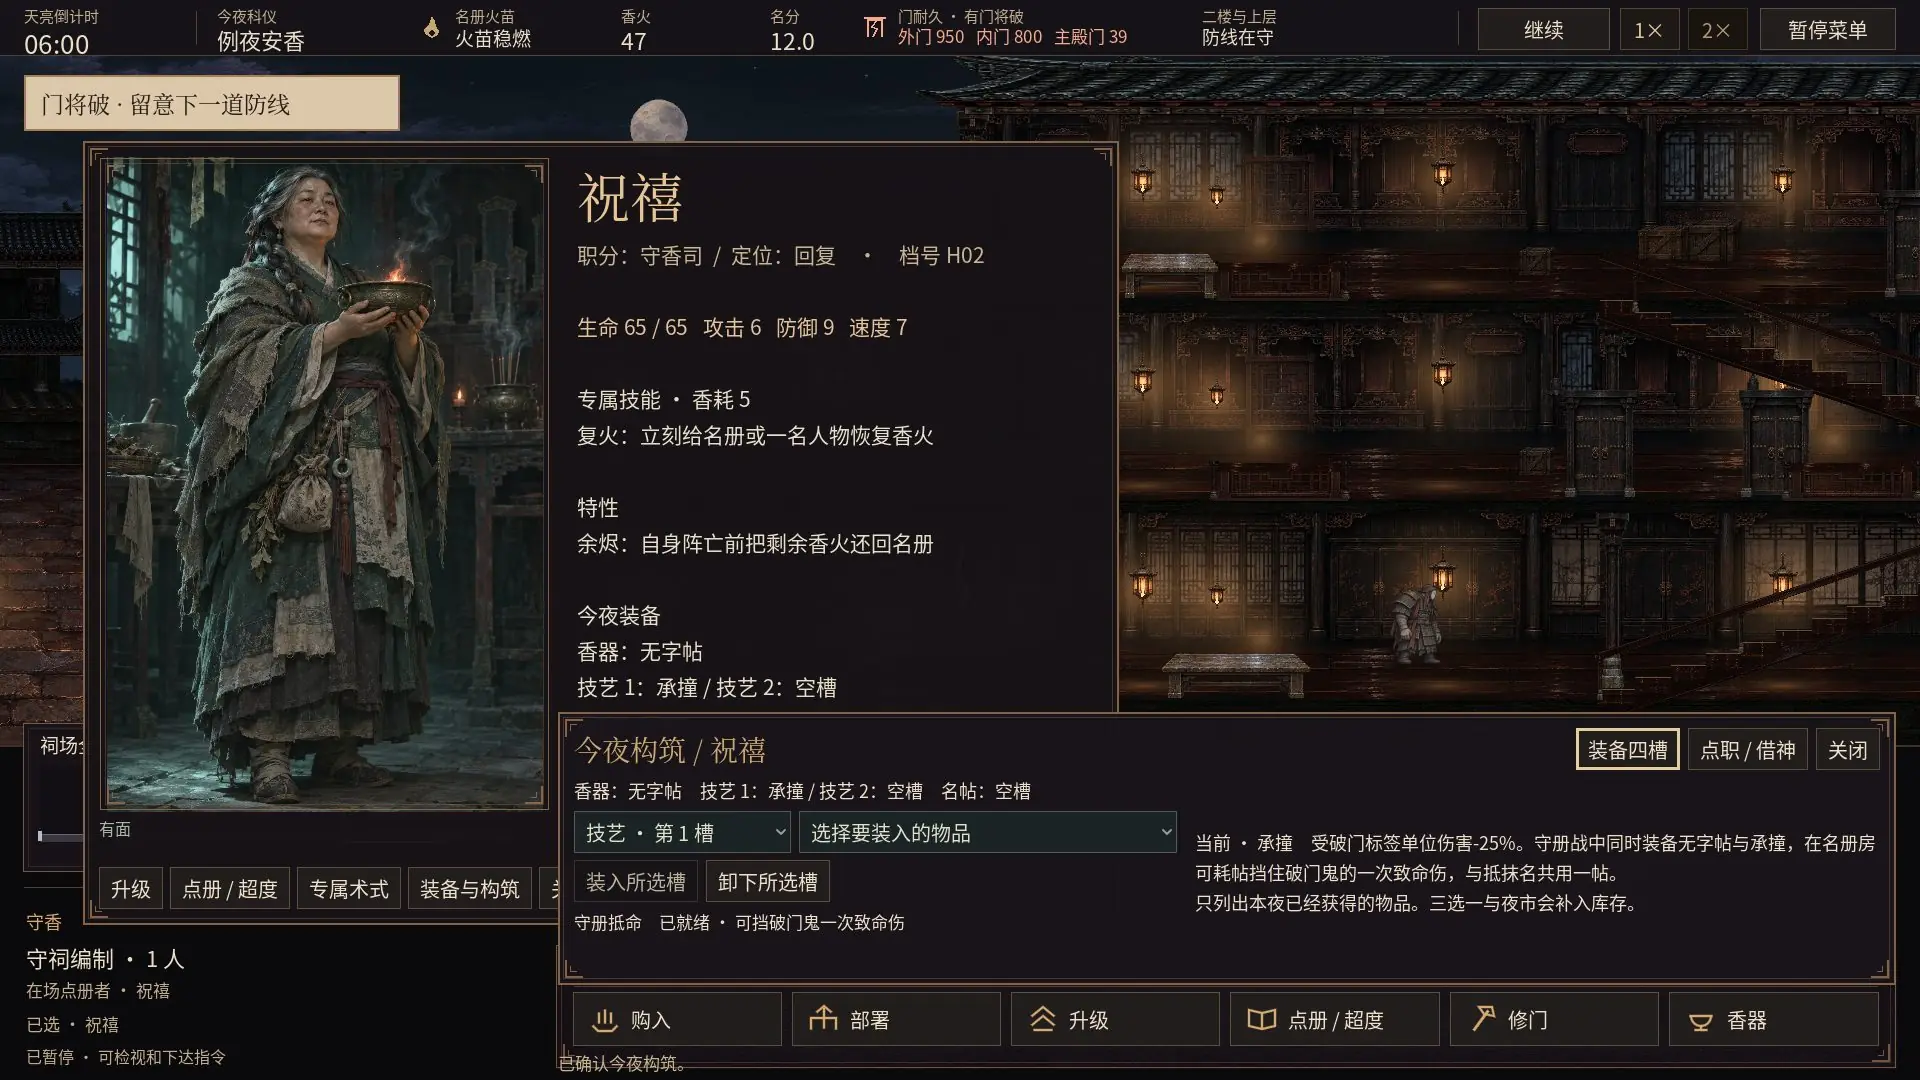 天亮倒计时
06:00
今夜科仪
例夜安香
名册火苗
火苗稳燃
香火
47
名分
12.0
门耐久 · 有门将破
外门 950 内门 800 主殿门 39
二楼与上层
防线在守
继续
1×
2×
暂停菜单
门将破 · 留意下一道防线
祝禧
职分：守香司 / 定位：回复 · 档号 H02
生命 65 / 65 攻击 6 防御 9 速度 7
专属技能 · 香耗 5
复火：立刻给名册或一名人物恢复香火
特性
余烬：自身阵亡前把剩余香火还回名册
今夜装备
香器：无字帖
技艺 1：承撞 / 技艺 2：空槽
有面
升级
点册 / 超度
专属术式
装备与构筑
祠场
守香
守祠编制 · 1 人
在场点册者 · 祝禧
已选 · 祝禧
已暂停 · 可检视和下达指令
今夜构筑 / 祝禧
装备四槽
点职 / 借神
关闭
香器：无字帖 技艺 1：承撞 / 技艺 2：空槽 名帖：空槽
技艺 · 第 1 槽
选择要装入的物品
装入所选槽
卸下所选槽
守册抵命 已就绪 · 可挡破门鬼一次致命伤
当前 · 承撞 受破门标签单位伤害-25%。守册战中同时装备无字帖与承撞，在名册房
可耗帖挡住破门鬼的一次致命伤，与抵抹名共用一帖。
只列出本夜已经获得的物品。三选一与夜市会补入库存。
购入
部署
升级
点册 / 超度
修门
香器
已确认今夜构筑。